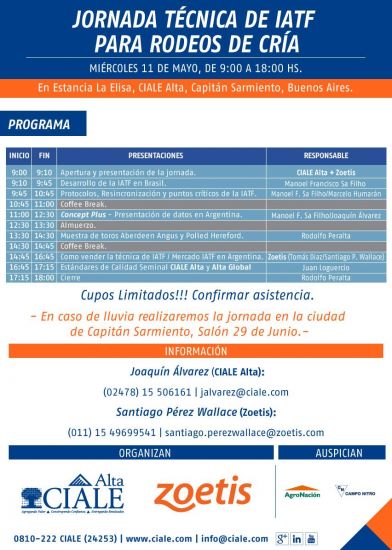 JORNADA TÉCNICA DE IATF
PARA RODEOS DE CRÍA
MIÉRCOLES 11 DE MAYO, DE 9:00 A 18:00 HS.
En Estancia La Elisa, CIALE Alta, Capitán Sarmiento, Buenos Aires.
PROGRAMA
INICIO FIN PRESENTACIONES RESPONSABLE
9:00 9:10 Apertura y presentación de la jornada. CIALE Alta + Zoetis
9:10 9:45 Desarrollo de la IATF en Brasil. Manoel Francisco Sa Filho
9:45 10:45 Protocolos, Resincronización y puntos críticos de la IATF. Manoel F. Sa Filho/Marcelo Humarán
10:45 11:00 Coffee Break.
11:00 12:30 Concept Plus - Presentación de datos en Argentina. Manoel F. Sa Filho/Joaquín Álvarez
12:30 13:30 Almuerzo.
13:30 14:30 Muestra de toros Aberdeen Angus y Polled Hereford. Rodolfo Peralta
14:30 14:45 Coffee Break.
14:45 16:45 Como vender la técnica de IATF / Mercado IATF en Argentina. Zoetis (Tomás Díaz/Santiago P. Wallace)
16:45 17:15 Estándares de Calidad Seminal CIALE Alta y Alta Global Juan Loguercio
17:15 18:00 Cierre Rodolfo Peralta
Cupos Limitados!!! Confirmar asistencia.
- En caso de lluvia realizaremos la jornada en la ciudad
de Capitán Sarmiento, Salón 29 de Junio.-
INFORMACIÓN
Joaquín Álvarez (CIALE Alta):
(02478) 15 506161 | jalvarez@ciale.com
Santiago Pérez Wallace (Zoetis):
(011) 15 49699541 | santiago.perezwallace@zoetis.com
ORGANIZAN AUSPICIAN
Alta
CIALE
zoetis
AgroNación
CAMPO NITRO
0810-222 CIALE (24253) | www.ciale.com | info@ciale.com